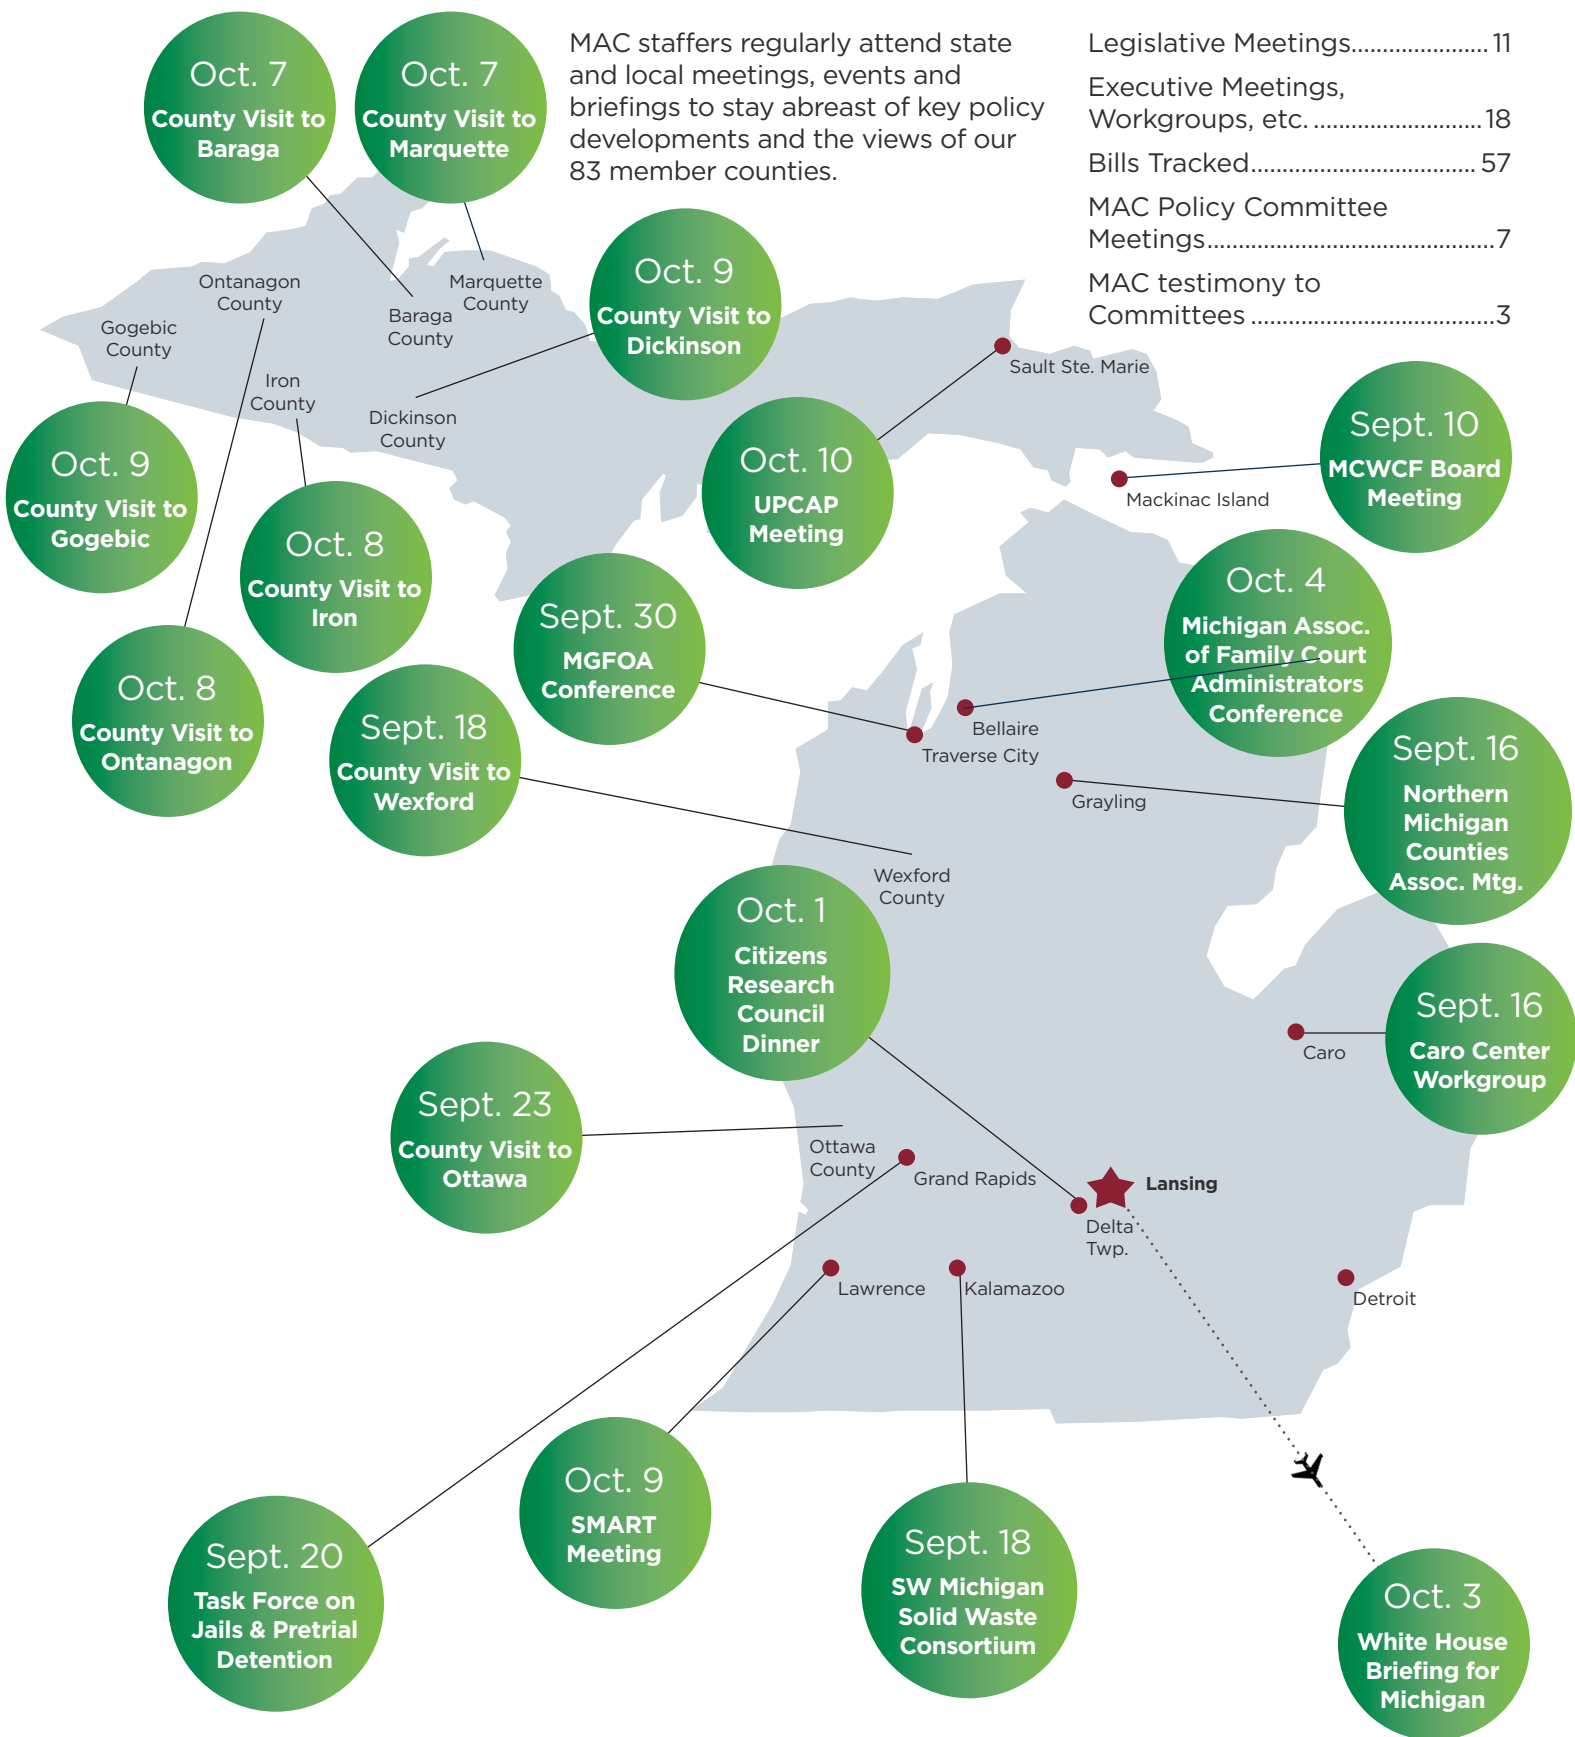 MAC staffers regularly attend state
and local meetings, events and
briefings to stay abreast of key policy
developments and the views of our
83 member counties.
Legislative Meetings......................11
Executive Meetings,
Workgroups, etc. ...........................18
Bills Tracked.................................... 57
MAC Policy Committee
Meetings..............................................7
MAC testimony to
Committees .......................................3
Oct. 7
County Visit to
Baraga
Oct. 7
County Visit to
Marquette
Oct. 9
County Visit to
Dickinson
Ontanagon
County
Marquette
County
Baraga
County
Gogebic
County
Iron
County
Dickinson
County
Sault Ste. Marie
Oct. 9
County Visit to
Gogebic
Oct. 10
UPCAP
Meeting
Sept. 10
MCWCF Board
Meeting
Mackinac Island
Oct. 8
County Visit to
Iron
Oct. 8
County Visit to
Ontanagon
Sept. 30
MGFOA
Conference
Oct. 4
Michigan Assoc.
of Family Court
Administrators
Conference
Sept. 18
County Visit to
Wexford
Bellaire
Traverse City
Grayling
Sept. 16
Northern
Michigan
Counties
Assoc. Mtg.
Wexford
County
Oct. 1
Citizens
Research
Council
Dinner
Sept. 16
Caro Center
Workgroup
Caro
Sept. 23
County Visit to
Ottawa
Ottawa
County
Grand Rapids
Lansing
Delta
Twp.
Lawrence
Kalamazoo
Detroit
Oct. 9
SMART
Meeting
Sept. 20
Task Force on
Jails & Pretrial
Detention
Sept. 18
SW Michigan
Solid Waste
Consortium
Oct. 3
White House
Briefing for
Michigan